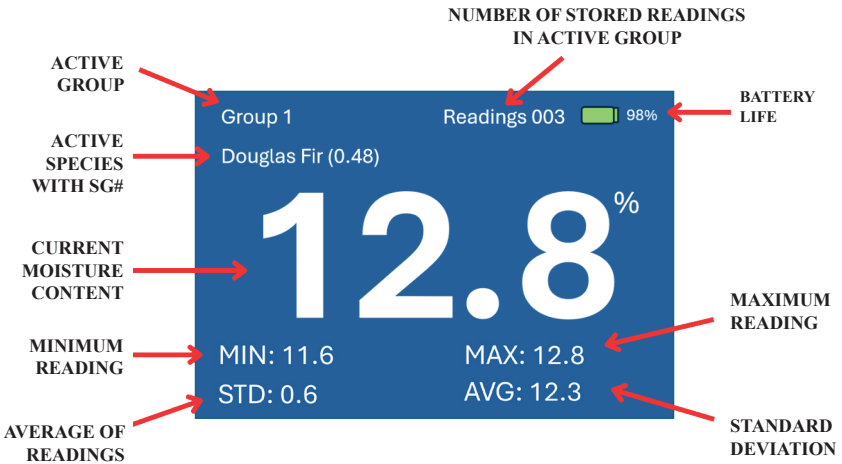 NUMBER OF STORED READINGS
IN ACTIVE GROUP
ACTIVE
GROUP
BATTERY
LIFE
Group 1
Readings 003
98%
ACTIVE
SPECIES
WITH SG#
Douglas Fir (0.48)
12.8%
CURRENT
MOISTURE
CONTENT
MAXIMUM
READING
MINIMUM
READING
MIN: 11.6
MAX: 12.8
STD: 0.6
AVG: 12.3
AVERAGE OF
READINGS
STANDARD
DEVIATION